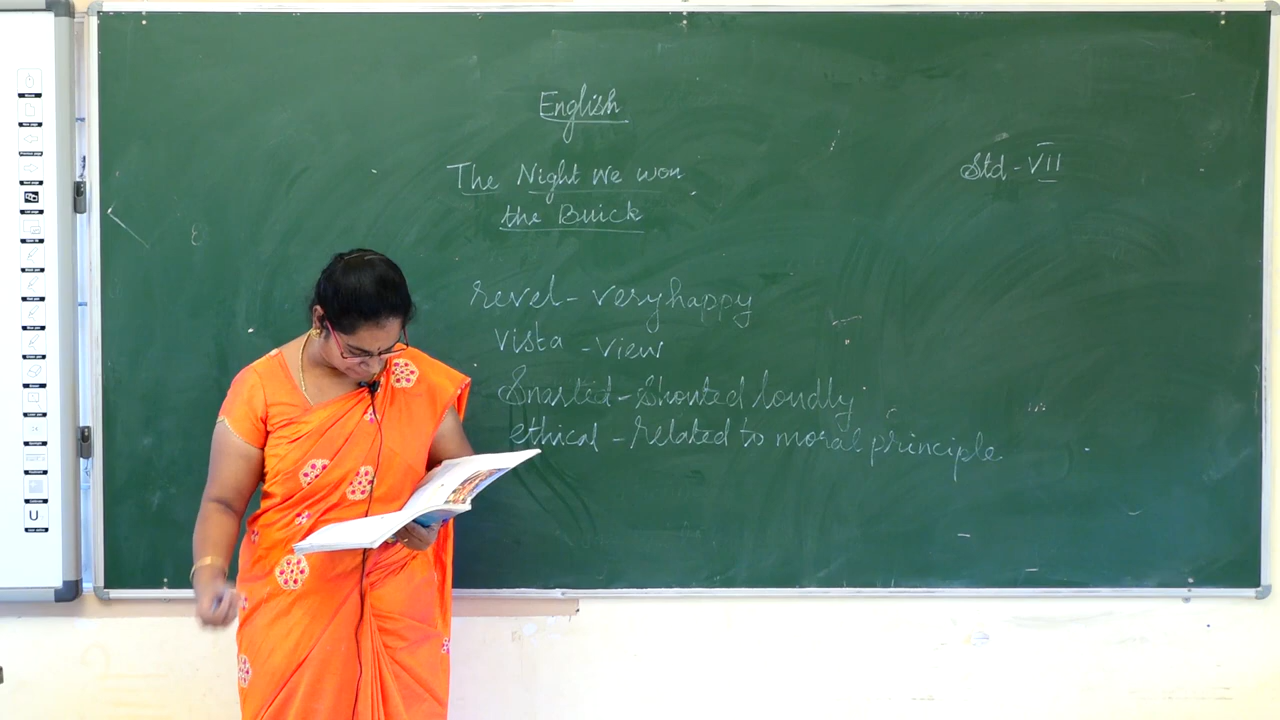 English
Std - VII
The Night we won
the Buick
revel - very happy
vista - view
Snarted - Shouted loudly
ethical - related to moral principle